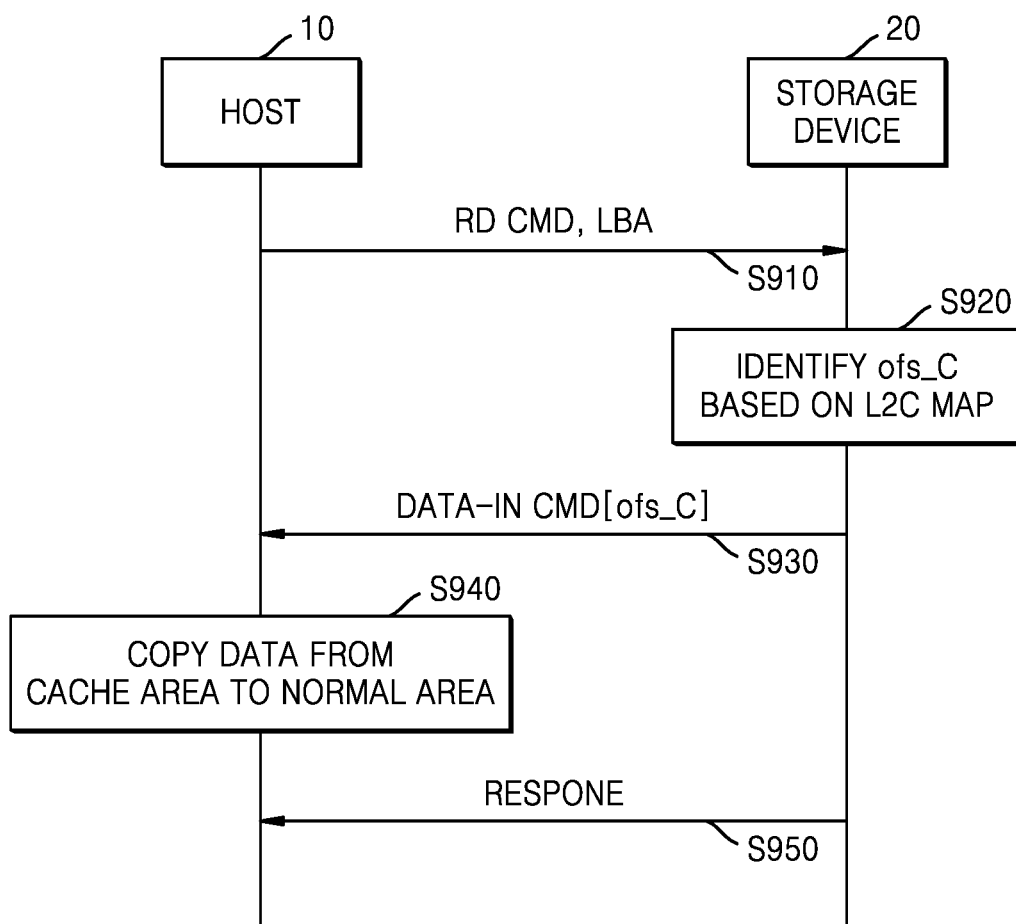 10
20
HOST
STORAGE
DEVICE
RD CMD, LBA
S910
S920
IDENTIFY ofs_C
BASED ON L2C MAP
DATA-IN CMD[ofs_C]
S930
S940
COPY DATA FROM
CACHE AREA TO NORMAL AREA
RESPONE
S950